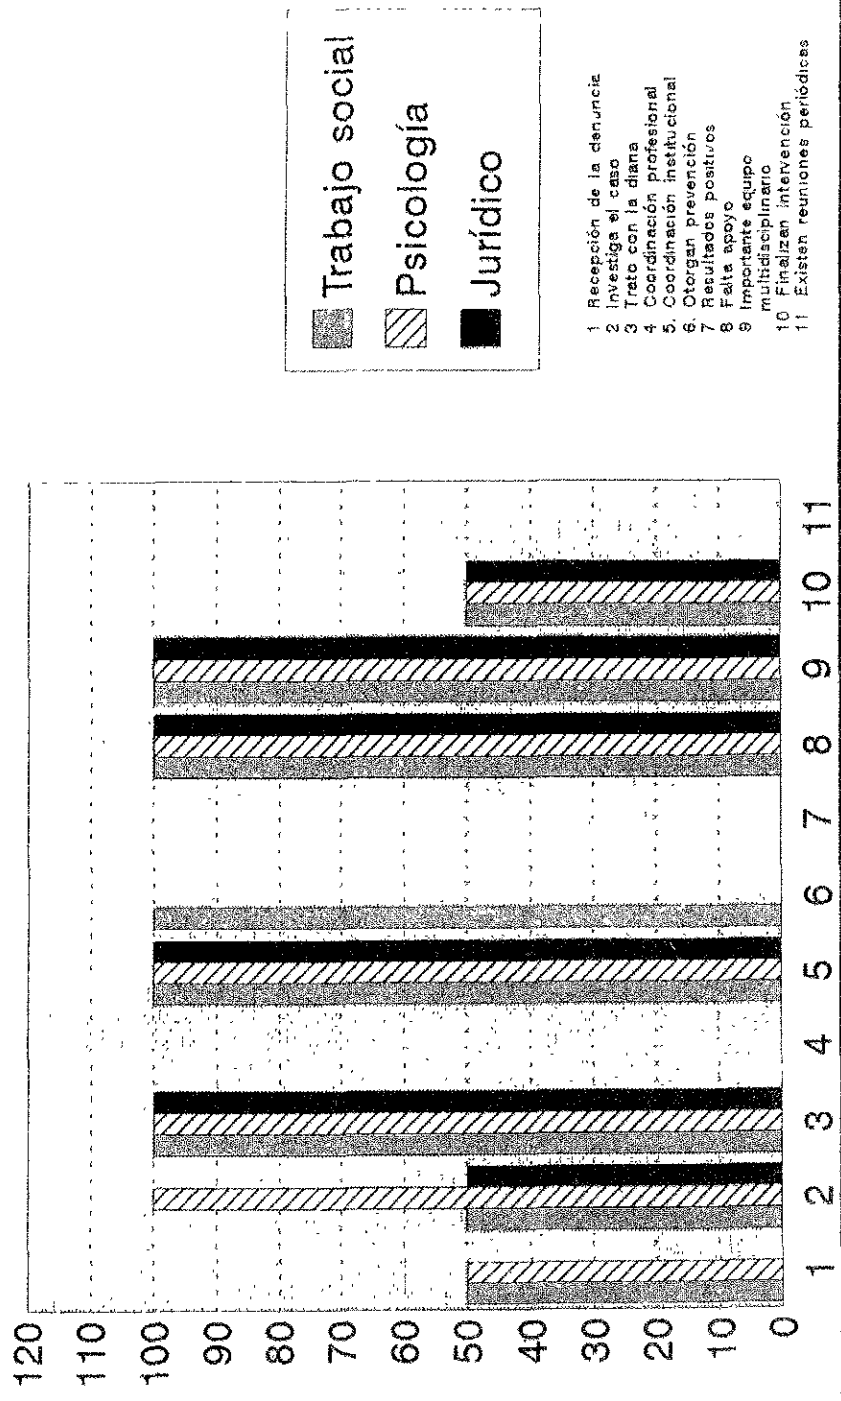 Trabajo social
Psicología
Jurídico
1 Recepción de la denuncia
2 Investiga el caso
3 Trato con la diana
4 Coordinación profesional
5. Coordinación institucional
6. Otorgan prevención
7 Resultados positivos
8 Falta apoyo
9 Importante equipo
multidisciplinario
10 Finalizan intervención
11 Existen reuniones periódicas
120
110
100
90
80
70
60
50
40
30
20
10
0
1 2 3 4 5 6 7 8 9 10 11